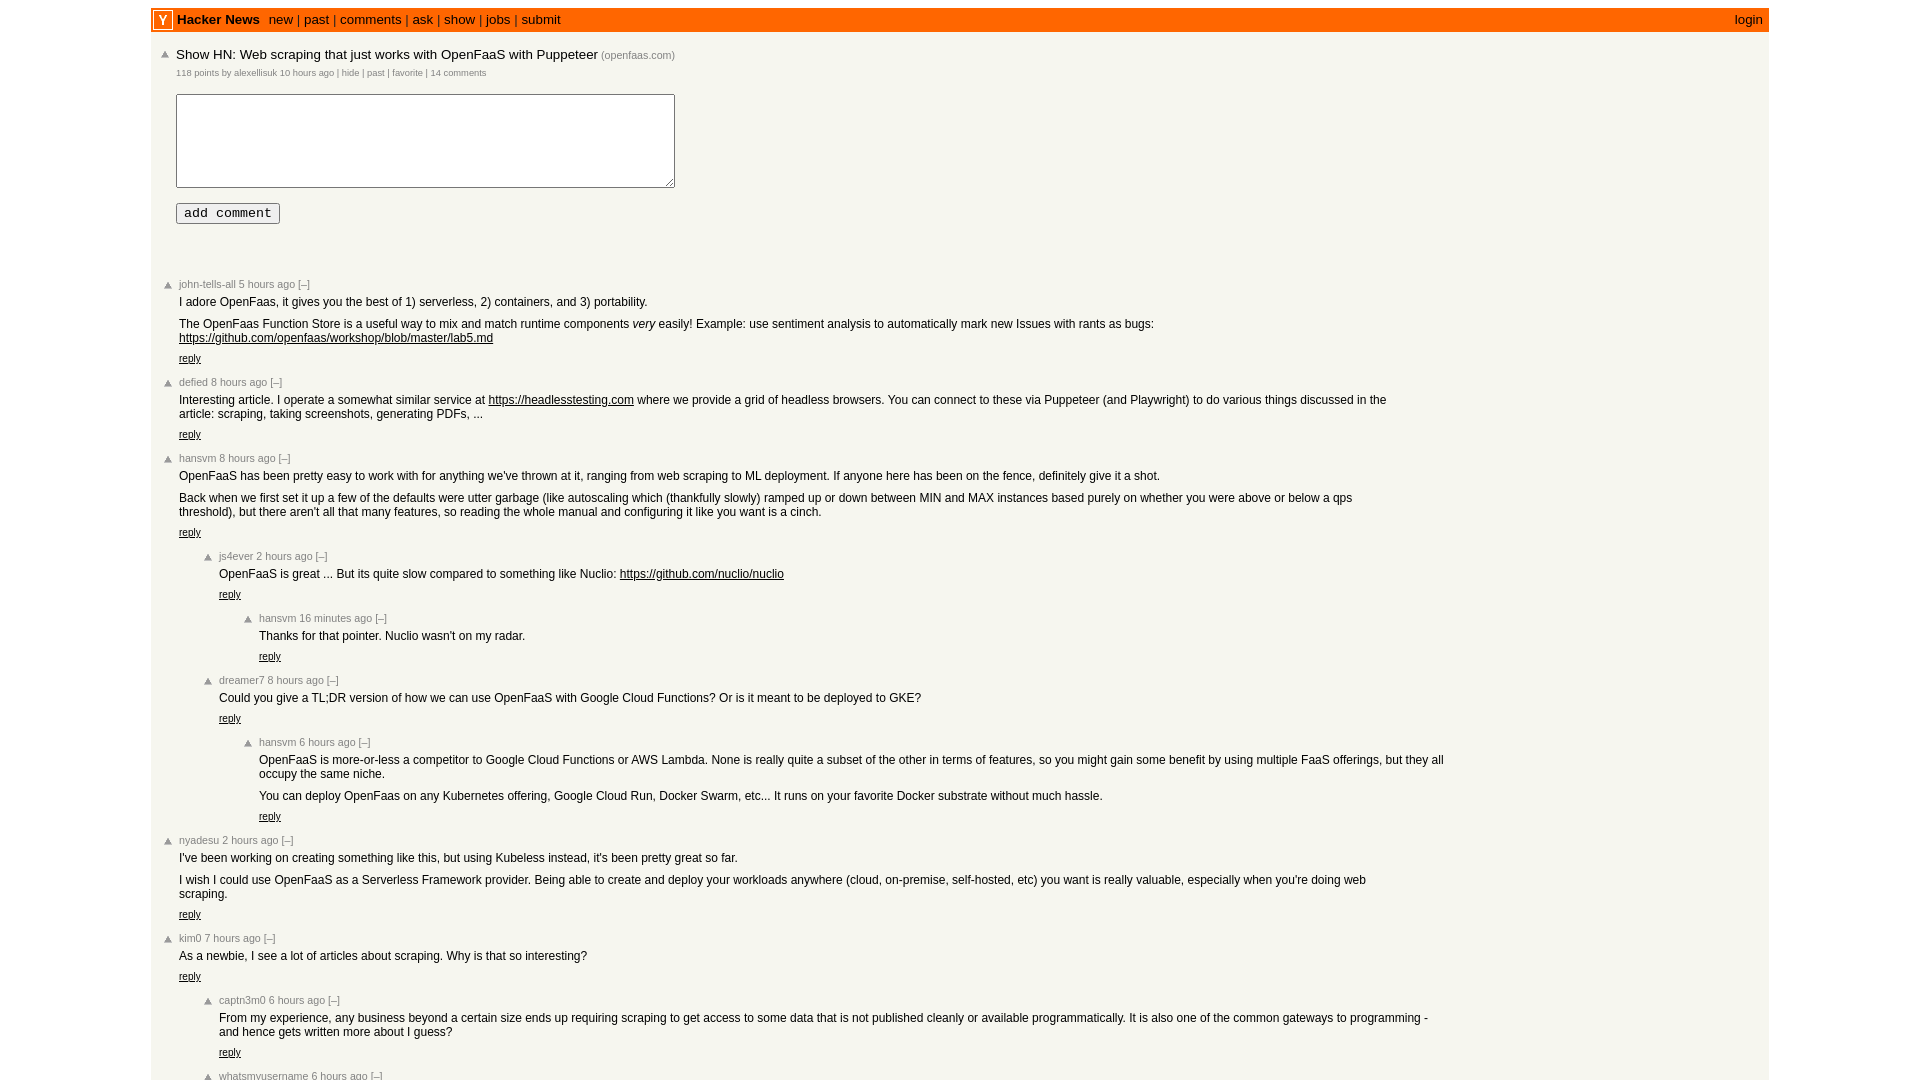 Y Hacker News new | past | comments | ask | show | jobs | submit login
Show HN: Web scraping that just works with OpenFaaS with Puppeteer (openfaas.com)
118 points by alexellisuk 10 hours ago | hide | past | favorite | 14 comments
add comment
john-tells-all 5 hours ago [–]
I adore OpenFaas, it gives you the best of 1) serverless, 2) containers, and 3) portability.
The OpenFaas Function Store is a useful way to mix and match runtime components very easily! Example: use sentiment analysis to automatically mark new Issues with rants as bugs:
https://github.com/openfaas/workshop/blob/master/lab5.md
reply
defied 8 hours ago [–]
Interesting article. I operate a somewhat similar service at https://headlesstesting.com where we provide a grid of headless browsers. You can connect to these via Puppeteer (and Playwright) to do various things discussed in the
article: scraping, taking screenshots, generating PDFs, ...
reply
hansvm 8 hours ago [–]
OpenFaaS has been pretty easy to work with for anything we've thrown at it, ranging from web scraping to ML deployment. If anyone here has been on the fence, definitely give it a shot.
Back when we first set it up a few of the defaults were utter garbage (like autoscaling which (thankfully slowly) ramped up or down between MIN and MAX instances based purely on whether you were above or below a qps
threshold), but there aren't all that many features, so reading the whole manual and configuring it like you want is a cinch.
reply
js4ever 2 hours ago [–]
OpenFaaS is great ... But its quite slow compared to something like Nuclio: https://github.com/nuclio/nuclio
reply
hansvm 16 minutes ago [–]
Thanks for that pointer. Nuclio wasn't on my radar.
reply
dreamer7 8 hours ago [–]
Could you give a TL;DR version of how we can use OpenFaaS with Google Cloud Functions? Or is it meant to be deployed to GKE?
reply
hansvm 6 hours ago [–]
OpenFaaS is more-or-less a competitor to Google Cloud Functions or AWS Lambda. None is really quite a subset of the other in terms of features, so you might gain some benefit by using multiple FaaS offerings, but they all
occupy the same niche.
You can deploy OpenFaas on any Kubernetes offering, Google Cloud Run, Docker Swarm, etc... It runs on your favorite Docker substrate without much hassle.
reply
nyadesu 2 hours ago [–]
I've been working on creating something like this, but using Kubeless instead, it's been pretty great so far.
I wish I could use OpenFaaS as a Serverless Framework provider. Being able to create and deploy your workloads anywhere (cloud, on-premise, self-hosted, etc) you want is really valuable, especially when you're doing web
scraping.
reply
kim0 7 hours ago [–]
As a newbie, I see a lot of articles about scraping. Why is that so interesting?
reply
captn3m0 6 hours ago [–]
From my experience, any business beyond a certain size ends up requiring scraping to get access to some data that is not published cleanly or available programmatically. It is also one of the common gateways to programming -
and hence gets written more about I guess?
reply
whatsmyusername 6 hours ago [–]